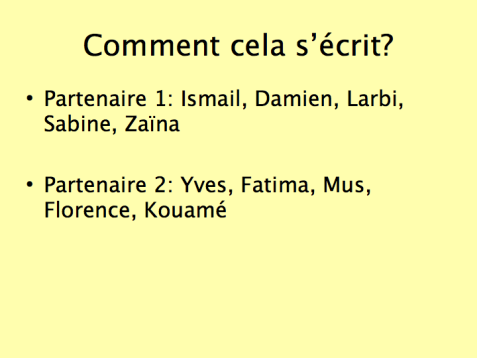 Comment cela s’écrit?
• Partenaire 1: Ismail, Damien, Larbi,
Sabine, Zaïna
• Partenaire 2: Yves, Fatima, Mus,
Florence, Kouamé